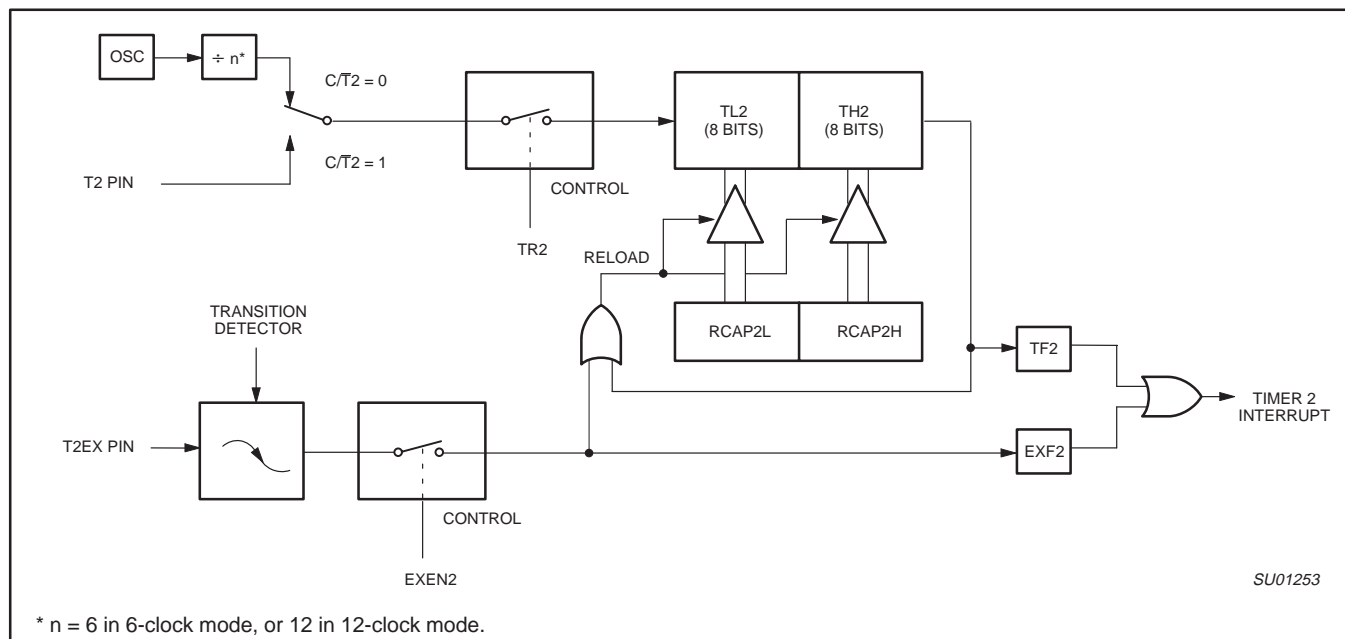 OSC
÷ n*
C/T̅2 = 0
C/T̅2 = 1
T2 PIN
CONTROL
TR2
TL2
(8 BITS)
TH2
(8 BITS)
RELOAD
RCAP2L
RCAP2H
TRANSITION
DETECTOR
T2EX PIN
CONTROL
EXEN2
TF2
EXF2
TIMER 2
INTERRUPT
SU01253
* n = 6 in 6-clock mode, or 12 in 12-clock mode.